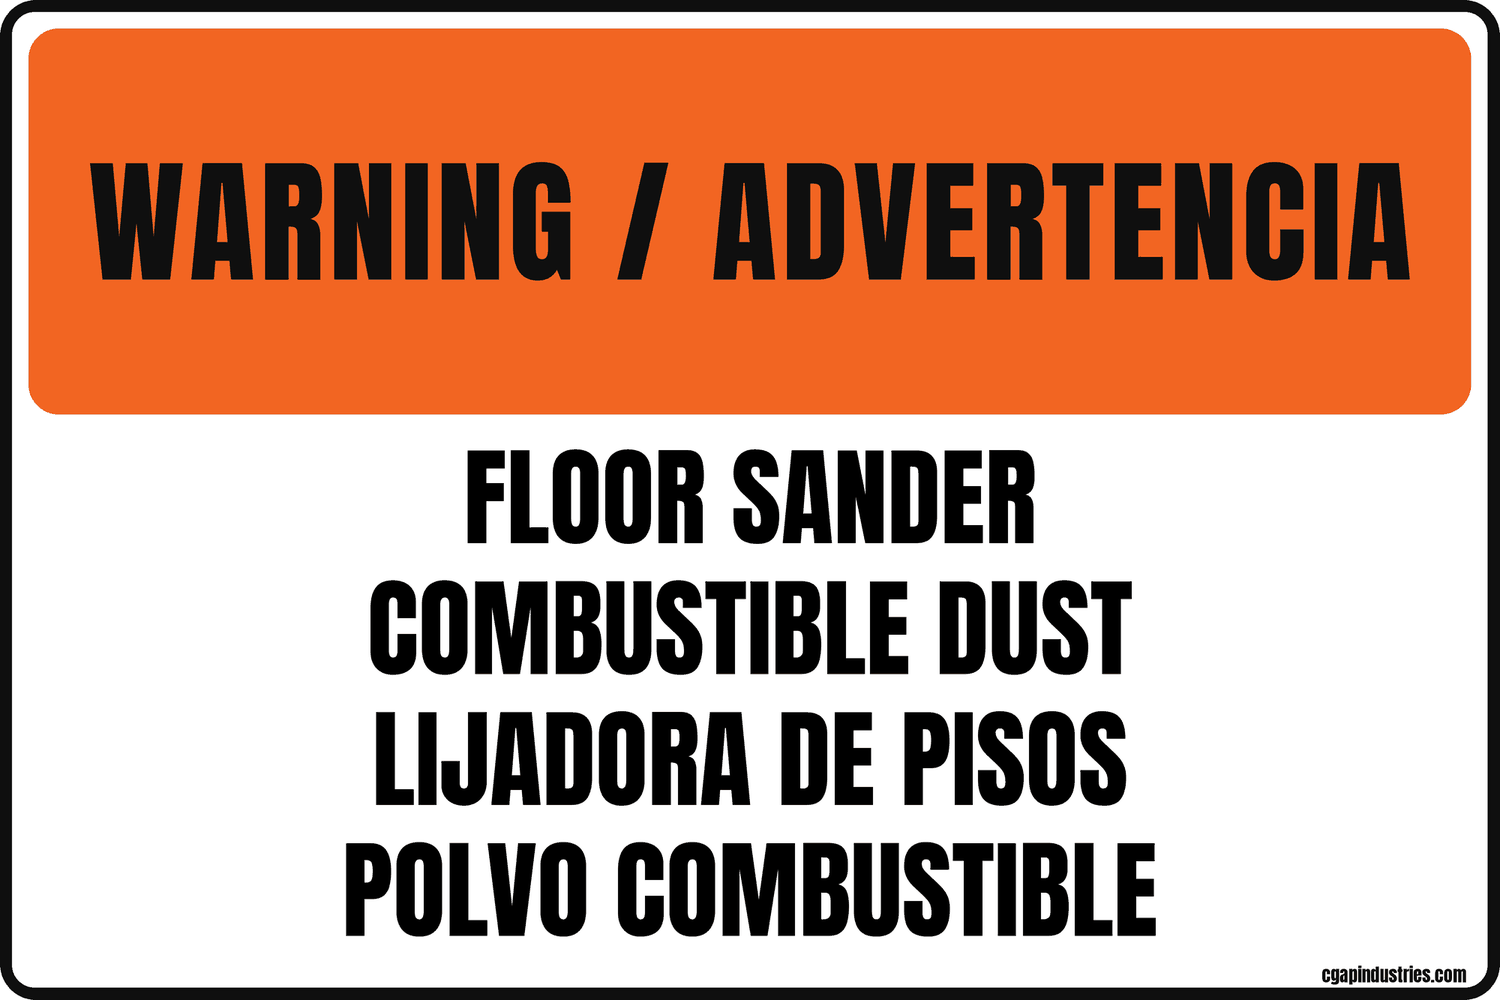 WARNING / ADVERTENCIA
FLOOR SANDER
COMBUSTIBLE DUST
LIJADORA DE PISOS
POLVO COMBUSTIBLE
cgapindustries.com